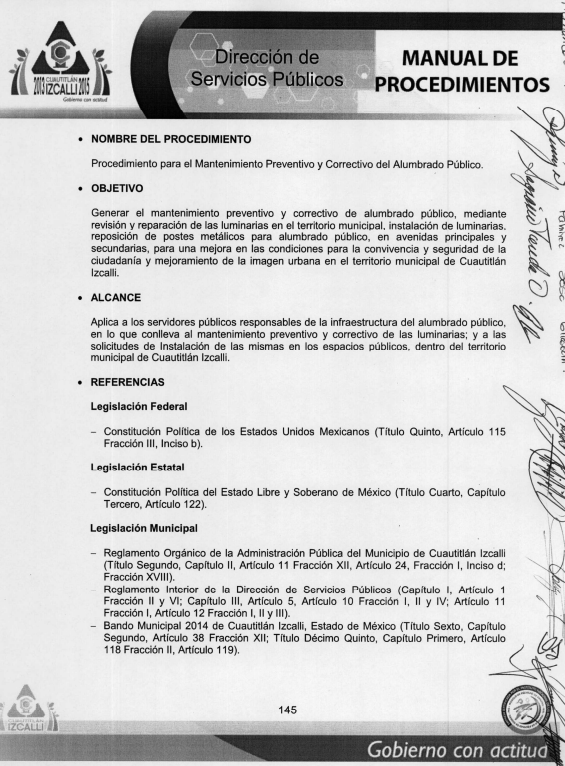 CUAUTITLÁN
2013 IZCALLI 2015
Gobierno con actitud
Dirección de
Servicios Públicos
MANUAL DE
PROCEDIMIENTOS
• NOMBRE DEL PROCEDIMIENTO
Procedimiento para el Mantenimiento Preventivo y Correctivo del Alumbrado Público.
• OBJETIVO
Generar el mantenimiento preventivo y correctivo de alumbrado público, mediante
revisión y reparación de las luminarias en el territorio municipal, instalación de luminarias,
reposición de postes metálicos para alumbrado público, en avenidas principales y
secundarias, para una mejora en las condiciones para la convivencia y seguridad de la
ciudadanía y mejoramiento de la imagen urbana en el territorio municipal de Cuautitlán
Izcalli.
• ALCANCE
Aplica a los servidores públicos responsables de la infraestructura del alumbrado público,
en lo que conlleva al mantenimiento preventivo y correctivo de las luminarias; y a las
solicitudes de Instalación de las mismas en los espacios públicos, dentro del territorio
municipal de Cuautitlán Izcalli.
• REFERENCIAS
Legislación Federal
– Constitución Política de los Estados Unidos Mexicanos (Título Quinto, Artículo 115
Fracción III, Inciso b).
Legislación Estatal
– Constitución Política del Estado Libre y Soberano de México (Título Cuarto, Capítulo
Tercero, Artículo 122).
Legislación Municipal
– Reglamento Orgánico de la Administración Pública del Municipio de Cuautitlán Izcalli
(Título Segundo, Capítulo II, Artículo 11 Fracción XII, Artículo 24, Fracción I, Inciso d;
Fracción XVIII).
– Reglamento Interior de la Dirección de Servicios Públicos (Capítulo I, Artículo 1
Fracción II y VI; Capítulo III, Artículo 5, Artículo 10 Fracción I, II y IV; Artículo 11
Fracción I, Artículo 12 Fracción I, II y III).
– Bando Municipal 2014 de Cuautitlán Izcalli, Estado de México (Título Sexto, Capítulo
Segundo, Artículo 38 Fracción XII; Título Décimo Quinto, Capítulo Primero, Artículo
118 Fracción II, Artículo 119).
145
CUAUTITLÁN
IZCALLI
Gobierno con actitud